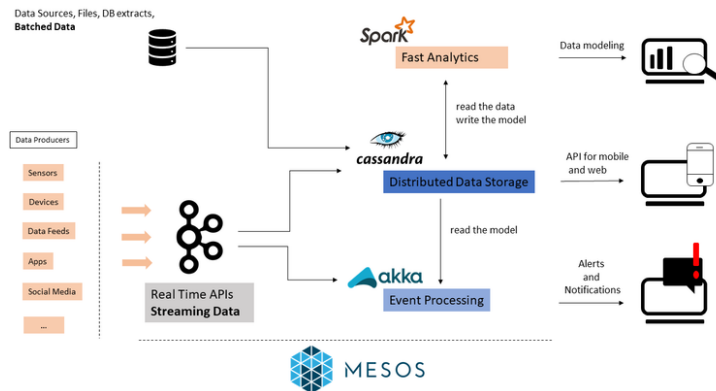 Data Sources, Files, DB extracts,
Batched Data
Spark
Fast Analytics
Data modeling
read the data
write the model
Data Producers
cassandra
Sensors
Distributed Data Storage
API for mobile
and web
Devices
Data Feeds
read the model
Apps
akka
Alerts
and
Notifications
Social Media
Real Time APIs
Streaming Data
Event Processing
...
MESOS